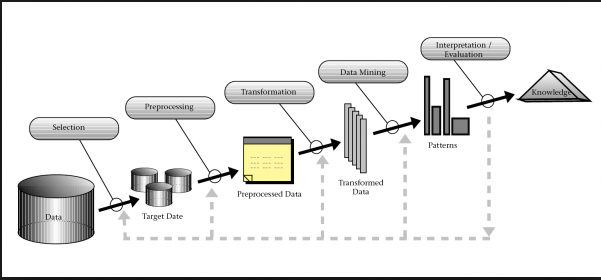 Interpretation /
Evaluation
Data Mining
Transformation
Preprocessing
Selection
Knowledge
Patterns
Transformed
Data
Preprocessed Data
Target Date
Data